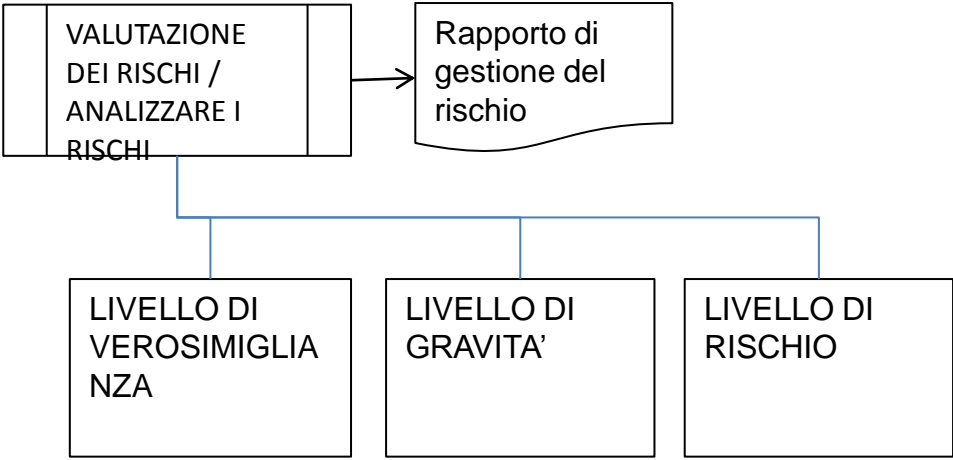 VALUTAZIONE
DEI RISCHI /
ANALIZZARE I
RISCHI
Rapporto di
gestione del
rischio
LIVELLO DI
VEROSIMIGLIA
NZA
LIVELLO DI
GRAVITA’
LIVELLO DI
RISCHIO